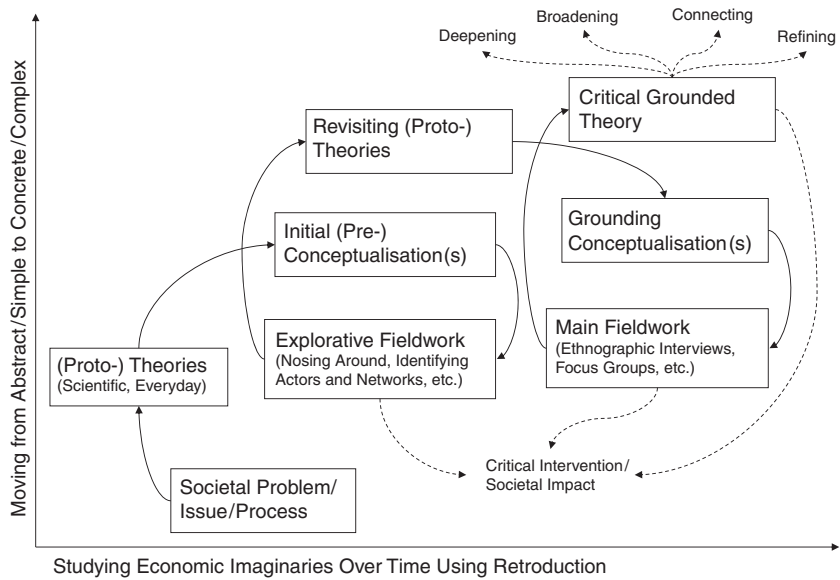 Moving from Abstract/Simple to Concrete/Complex
Deepening
Broadening
Connecting
Refining
Critical Grounded
Theory
Revisiting (Proto-)
Theories
Initial (Pre-)
Conceptualisation(s)
Grounding
Conceptualisation(s)
(Proto-) Theories
(Scientific, Everyday)
Explorative Fieldwork
(Nosing Around, Identifying
Actors and Networks, etc.)
Main Fieldwork
(Ethnographic Interviews,
Focus Groups, etc.)
Societal Problem/
Issue/Process
Critical Intervention/
Societal Impact
Studying Economic Imaginaries Over Time Using Retroduction